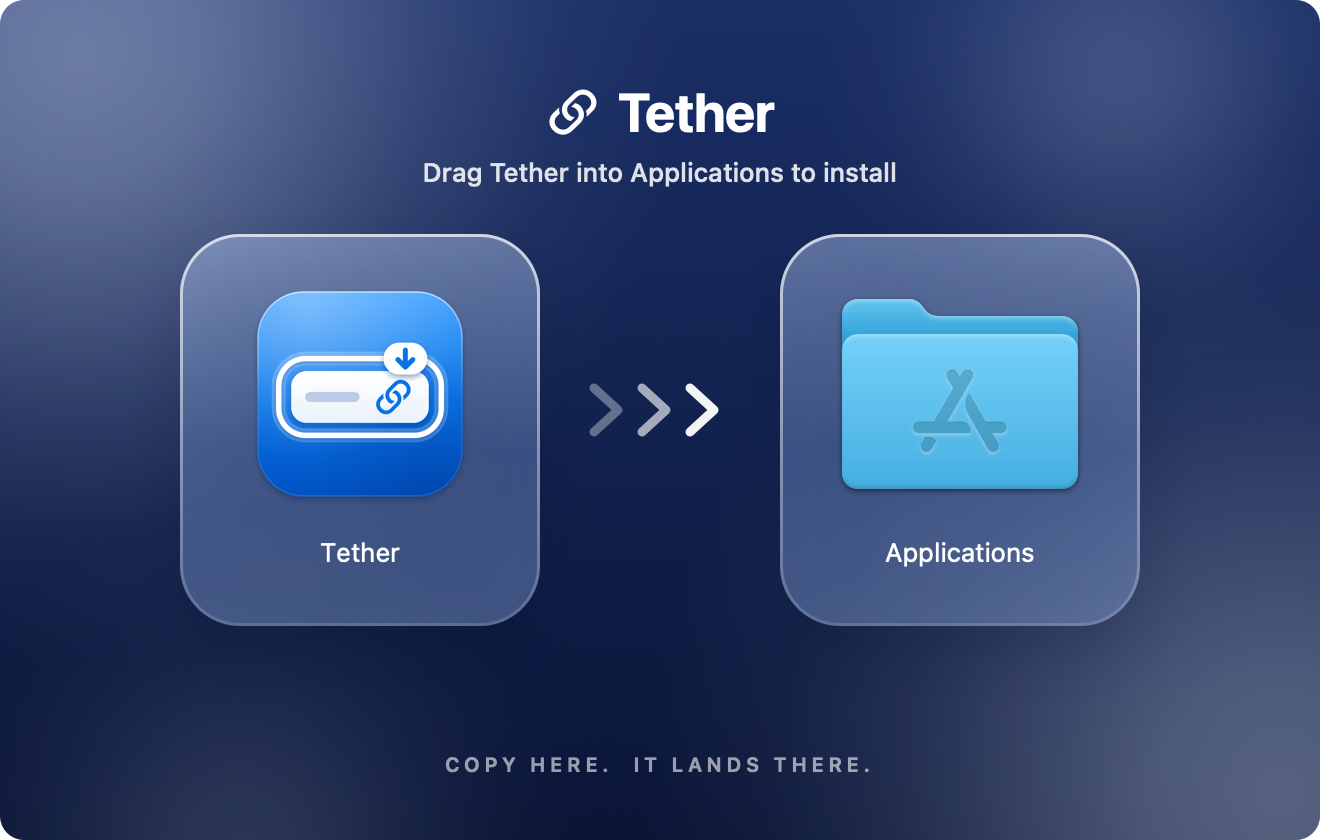 Tether
Drag Tether into Applications to install
Tether
Applications
COPY HERE. IT LANDS THERE.